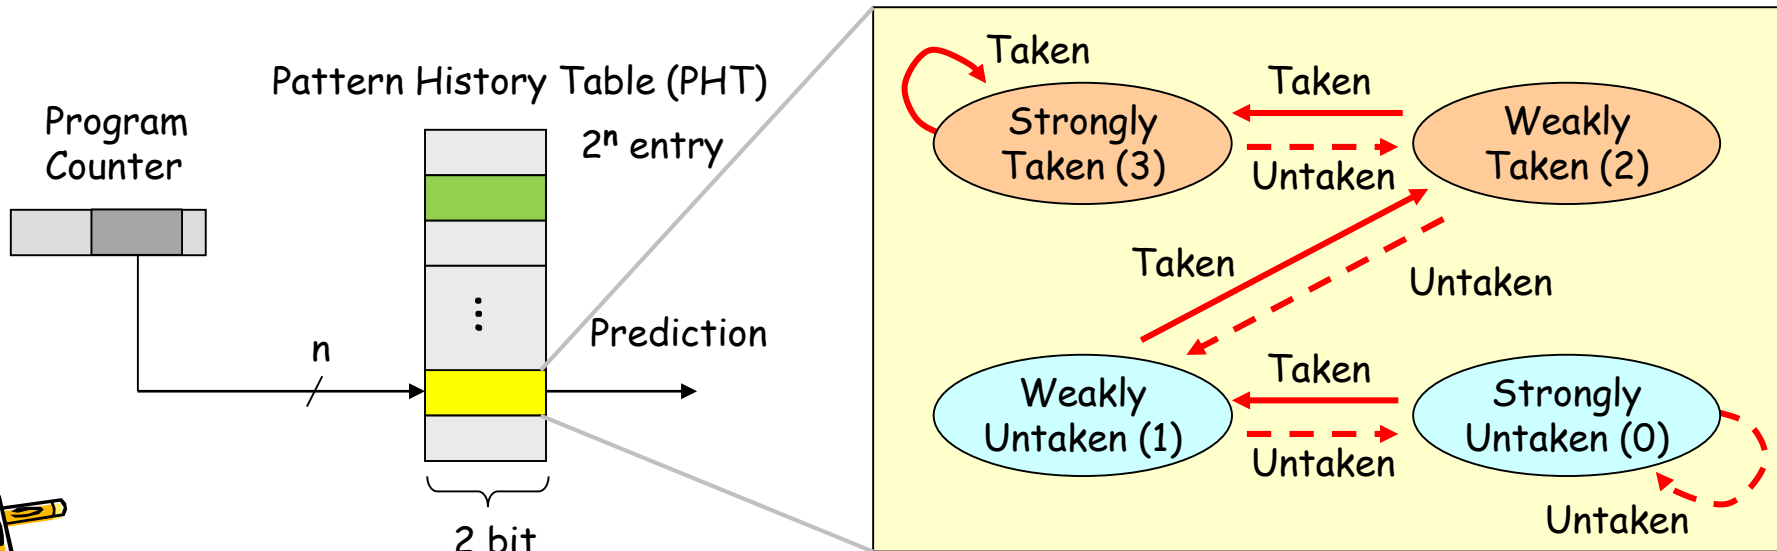 Pattern History Table (PHT)
Program
Counter
2ⁿ entry
n
Prediction
2 bit
Taken
Strongly
Taken (3)
Taken
Untaken
Weakly
Taken (2)
Taken
Untaken
Weakly
Untaken (1)
Taken
Untaken
Strongly
Untaken (0)
Untaken